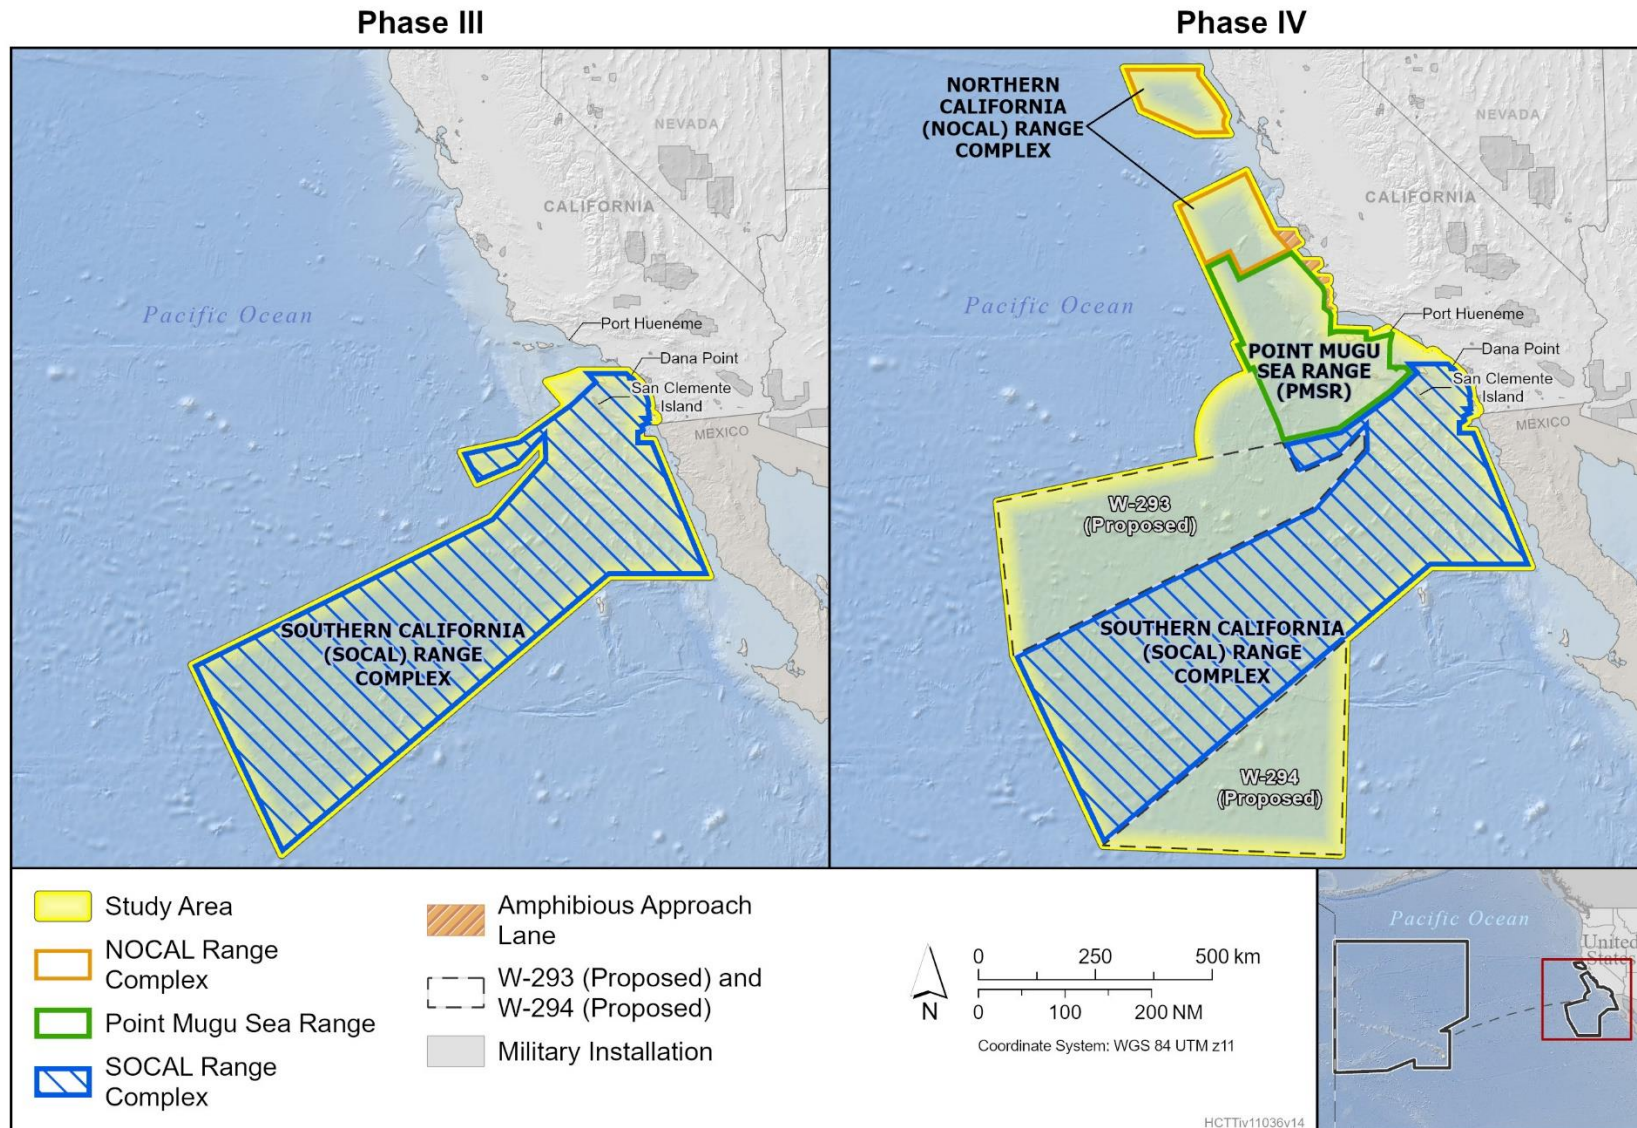 Phase III
Phase IV
NEVADA
CALIFORNIA
Pacific Ocean
Port Hueneme
Dana Point
San Clemente
Island
MEXICO
SOUTHERN CALIFORNIA
(SOCAL) RANGE
COMPLEX
NORTHERN
CALIFORNIA
(NOCAL) RANGE
COMPLEX
NEVADA
CALIFORNIA
Pacific Ocean
Port Hueneme
POINT MUGU
SEA RANGE
(PMSR)
Dana Point
San Clemente
Island
MEXICO
W-293
(Proposed)
SOUTHERN CALIFORNIA
(SOCAL) RANGE
COMPLEX
W-294
(Proposed)
Study Area
NOCAL Range
Complex
Point Mugu Sea Range
SOCAL Range
Complex
Amphibious Approach
Lane
W-293 (Proposed) and
W-294 (Proposed)
Military Installation
N
0 250 500 km
0 100 200 NM
Coordinate System: WGS 84 UTM z11
HCTTiv11036v14
Pacific Ocean
United
States